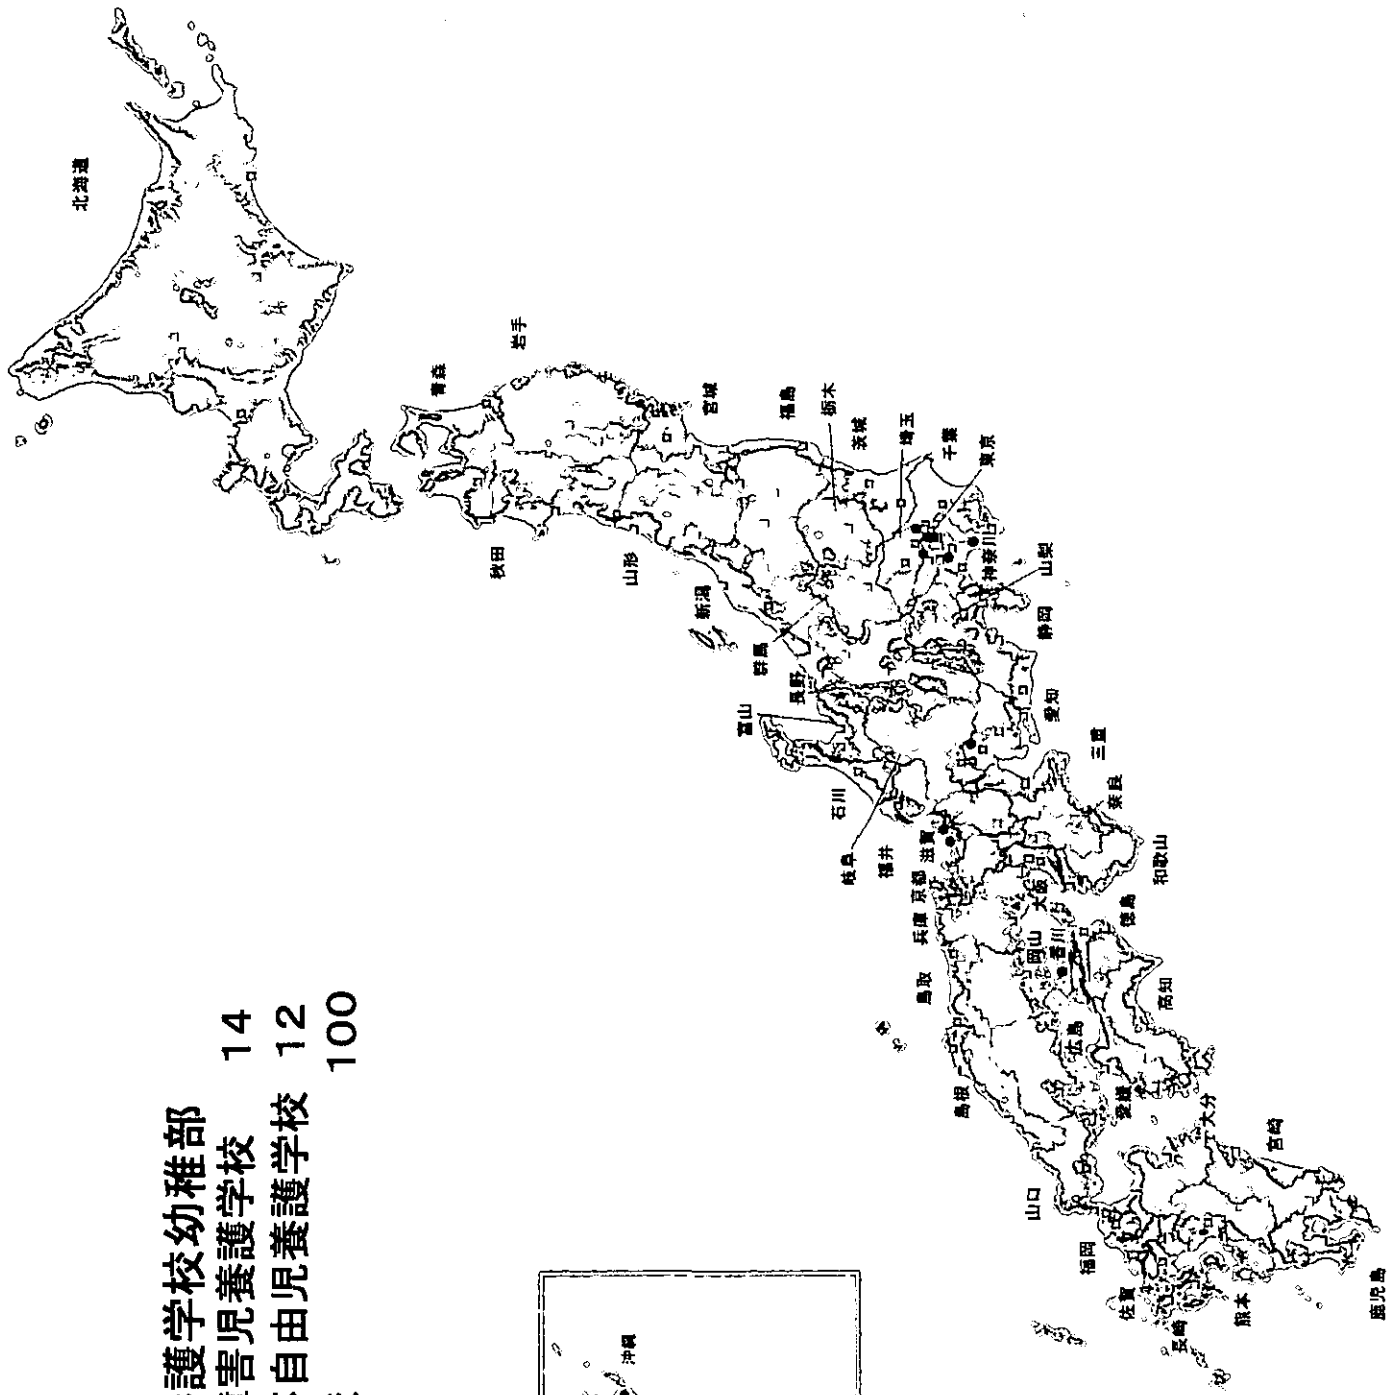 護学校幼稚部
害児養護学校 14
自由児養護学校 12
100
北海道
青森
岩手
秋田
宮城
山形
福島
新潟
栃木
群馬
茨城
埼玉
千葉
東京
神奈川
山梨
静岡
長野
富山
石川
岐阜
福井
愛知
三重
滋賀
奈良
和歌山
京都
大阪
兵庫
鳥取
岡山
香川
徳島
高知
島根
広島
愛媛
山口
大分
宮崎
福岡
佐賀
長崎
熊本
鹿児島
沖縄